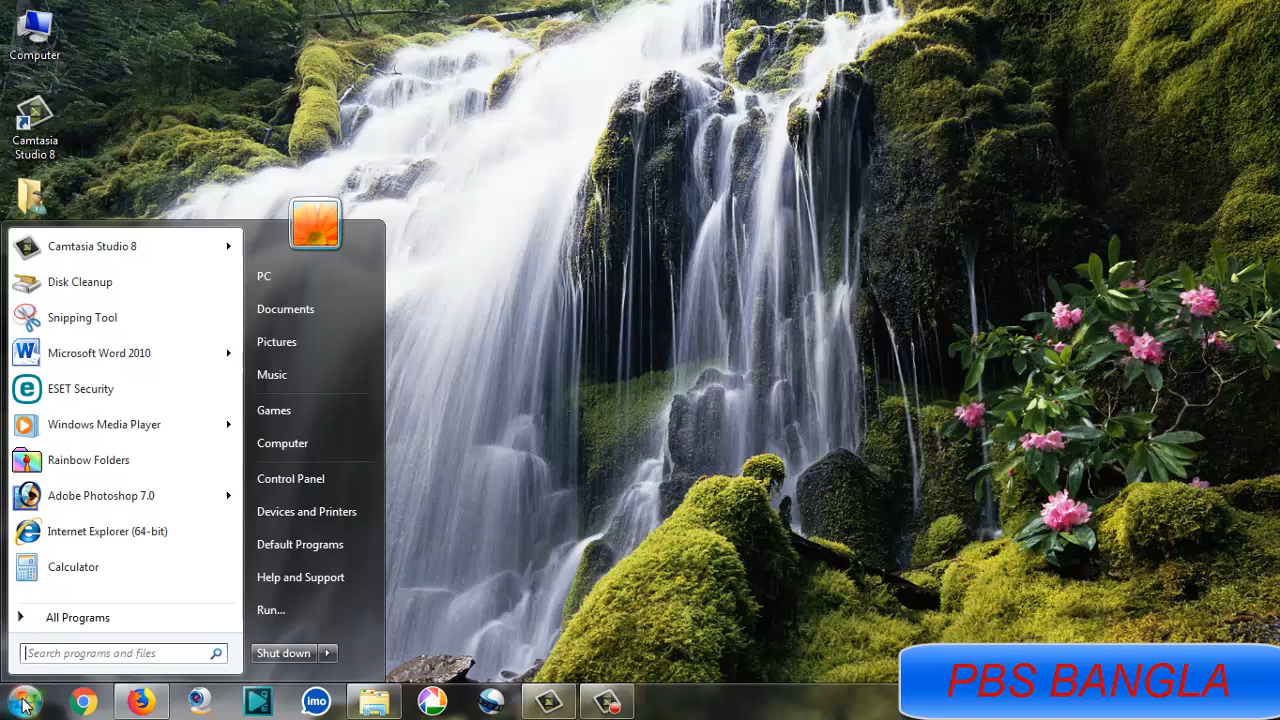 Computer
Camtasia
Studio 8
Camtasia Studio 8
Disk Cleanup
Snipping Tool
Microsoft Word 2010
ESET Security
Windows Media Player
Rainbow Folders
Adobe Photoshop 7.0
Internet Explorer (64-bit)
Calculator
All Programs
Search programs and files
PC
Documents
Pictures
Music
Games
Computer
Control Panel
Devices and Printers
Default Programs
Help and Support
Run...
Shut down
imo
PBS BANGLA